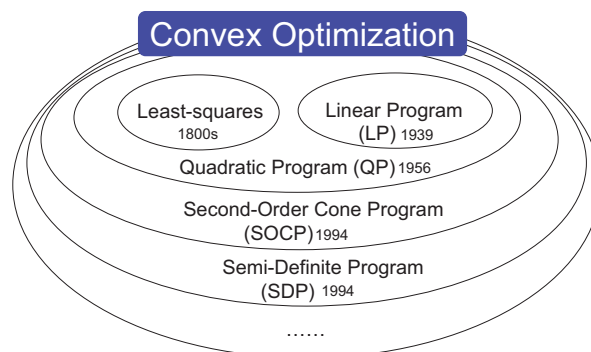 Convex Optimization
Least-squares
1800s
Linear Program
(LP) 1939
Quadratic Program (QP) 1956
Second-Order Cone Program
(SOCP) 1994
Semi-Definite Program
(SDP) 1994
......